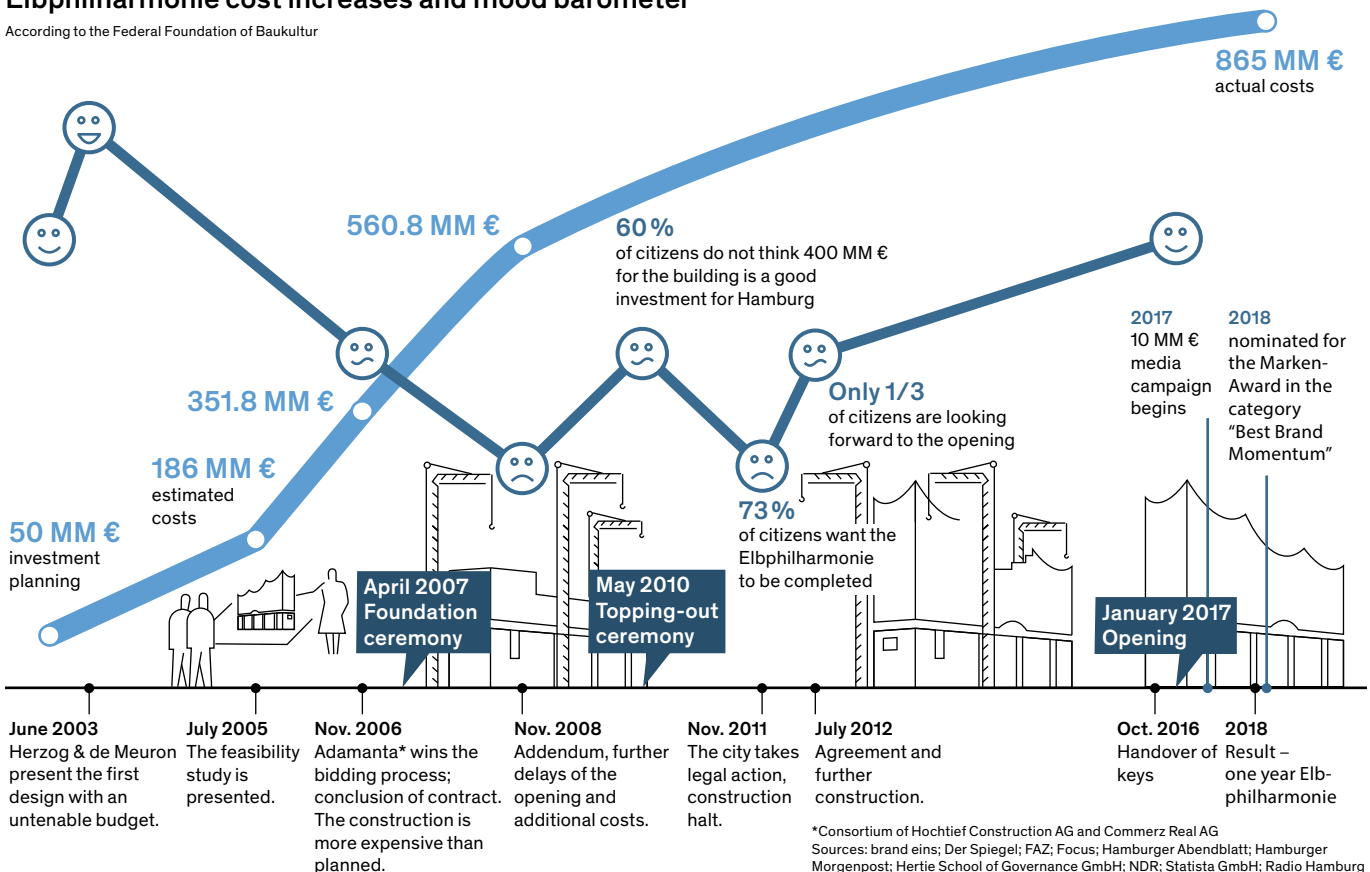 Elbphilharmonie cost increases and mood barometer
According to the Federal Foundation of Baukultur
865 MM €
actual costs
560.8 MM €
60 %
of citizens do not think 400 MM €
for the building is a good
investment for Hamburg
351.8 MM €
186 MM €
estimated
costs
50 MM €
investment
planning
Only 1/3
of citizens are looking
forward to the opening
73 %
of citizens want the
Elbphilharmonie
to be completed
2017
10 MM €
media
campaign
begins
2018
nominated for
the Marken-
Award in the
category
“Best Brand
Momentum”
April 2007
Foundation
ceremony
May 2010
Topping-out
ceremony
January 2017
Opening
June 2003
Herzog & de Meuron
present the first
design with an
untenable budget.
July 2005
The feasibility
study is
presented.
Nov. 2006
Adamanta* wins the
bidding process;
conclusion of contract.
The construction is
more expensive than
planned.
Nov. 2008
Addendum, further
delays of the
opening and
additional costs.
Nov. 2011
The city takes
legal action,
construction
halt.
July 2012
Agreement and
further
construction.
Oct. 2016
Handover of
keys
2018
Result –
one year Elb-
philharmonie
*Consortium of Hochtief Construction AG and Commerz Real AG
Sources: brand eins; Der Spiegel; FAZ; Focus; Hamburger Abendblatt; Hamburger
Morgenpost; Hertie School of Governance GmbH; NDR; Statista GmbH; Radio Hamburg